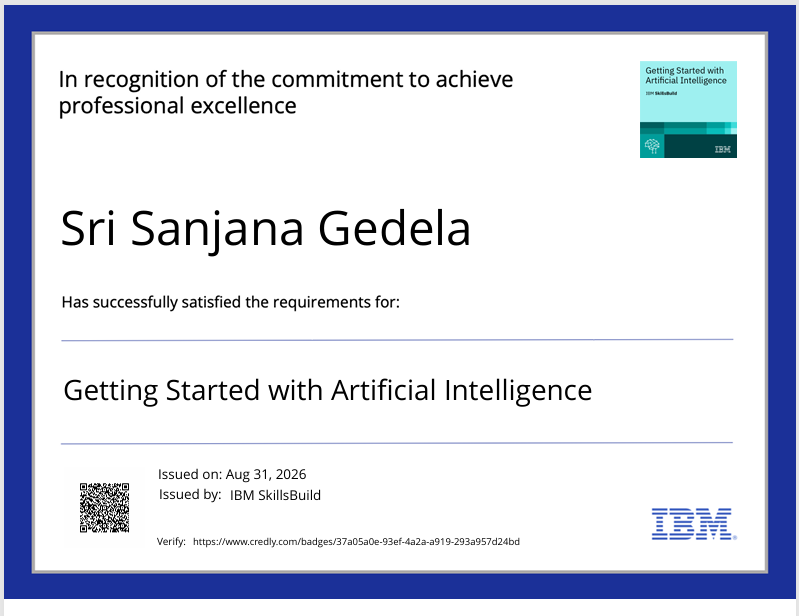 In recognition of the commitment to achieve
professional excellence
Getting Started with
Artificial Intelligence
IBM SkillsBuild
IBM
Sri Sanjana Gedela
Has successfully satisfied the requirements for:
Getting Started with Artificial Intelligence
Issued on: Aug 31, 2026
Issued by: IBM SkillsBuild
Verify: https://www.credly.com/badges/37a05a0e-93ef-4a2a-a919-293a957d24bd
IBM®